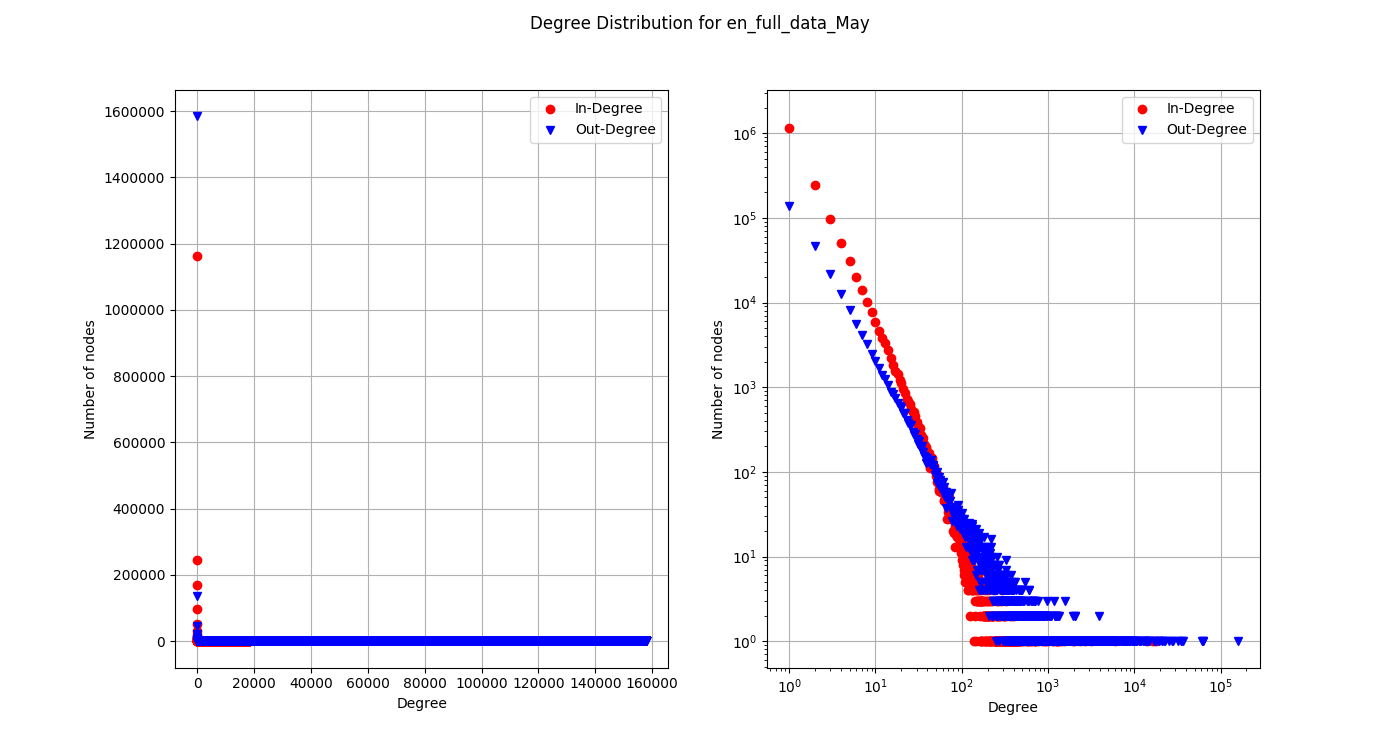 Degree Distribution for en_full_data_May
In-Degree
Out-Degree
1600000
1400000
1200000
1000000
800000
600000
400000
200000
0
Number of nodes
0 20000 40000 60000 80000 100000 120000 140000 160000
Degree
In-Degree
Out-Degree
10^6
10^5
10^4
10^3
10^2
10^1
10^0
Number of nodes
10^0 10^1 10^2 10^3 10^4 10^5
Degree